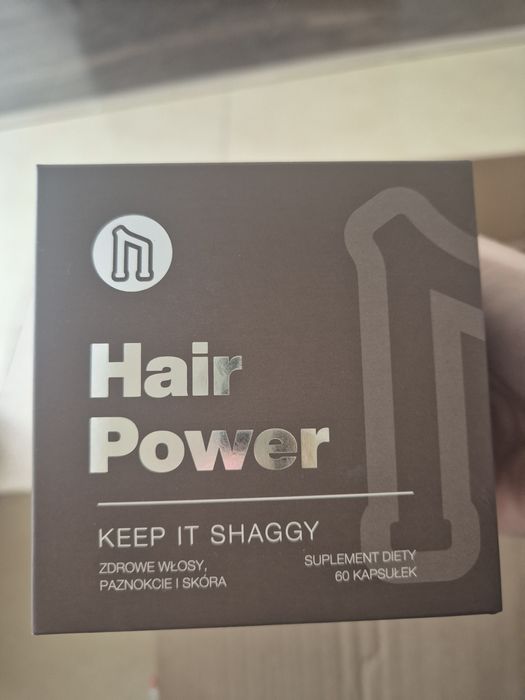 Hair
Power
KEEP IT SHAGGY
ZDROWE WŁOSY,
PAZNOKCIE I SKÓRA
SUPLEMENT DIETY
60 KAPSUŁEK